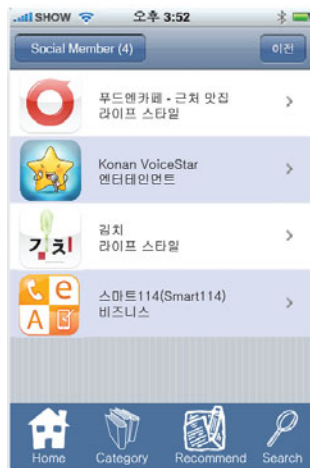 SHOW 오후 3:52
Social Member (4) 이전
푸드엔카페 - 근처 맛집
라이프 스타일
Konan VoiceStar
엔터테인먼트
김치
김치
라이프 스타일
e
A
스마트114(Smart114)
비즈니스
Home Category Recommend Search